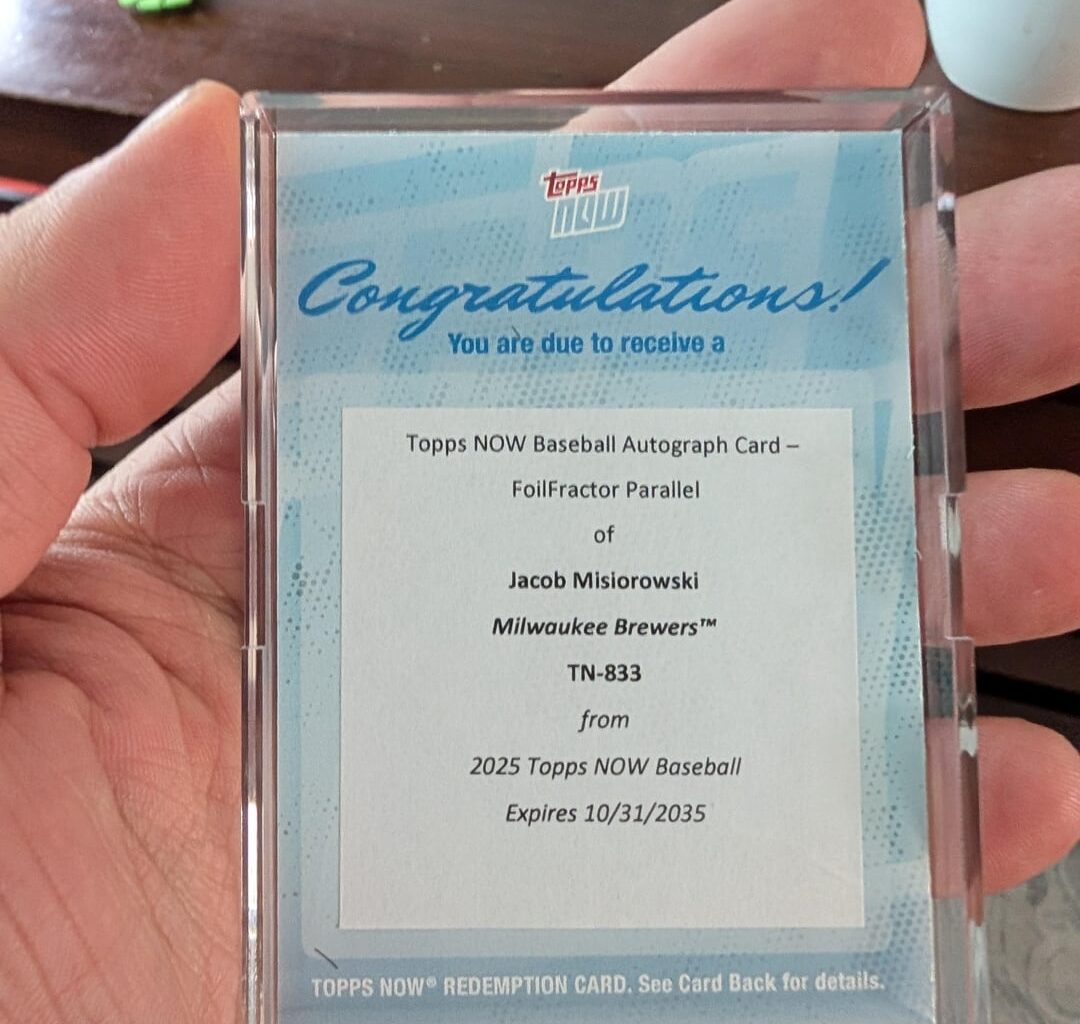 Topps
NOW
Congratulations!
You are due to receive a
Topps NOW Baseball Autograph Card –
FoilFractor Parallel
of
Jacob Misiorowski
Milwaukee Brewers™
TN-833
from
2025 Topps NOW Baseball
Expires 10/31/2035
TOPPS NOW® REDEMPTION CARD. See Card Back for details.